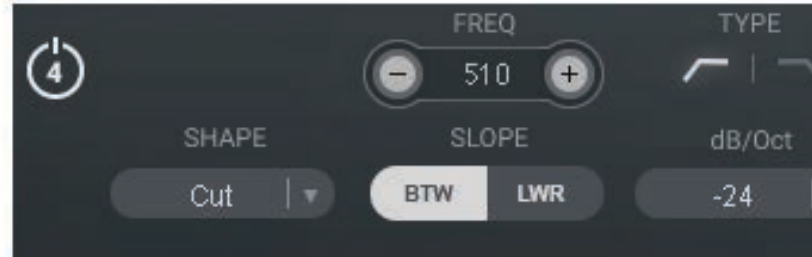 FREQ TYPE
4 − 510 +
SHAPE SLOPE dB/Oct
Cut BTW LWR -24